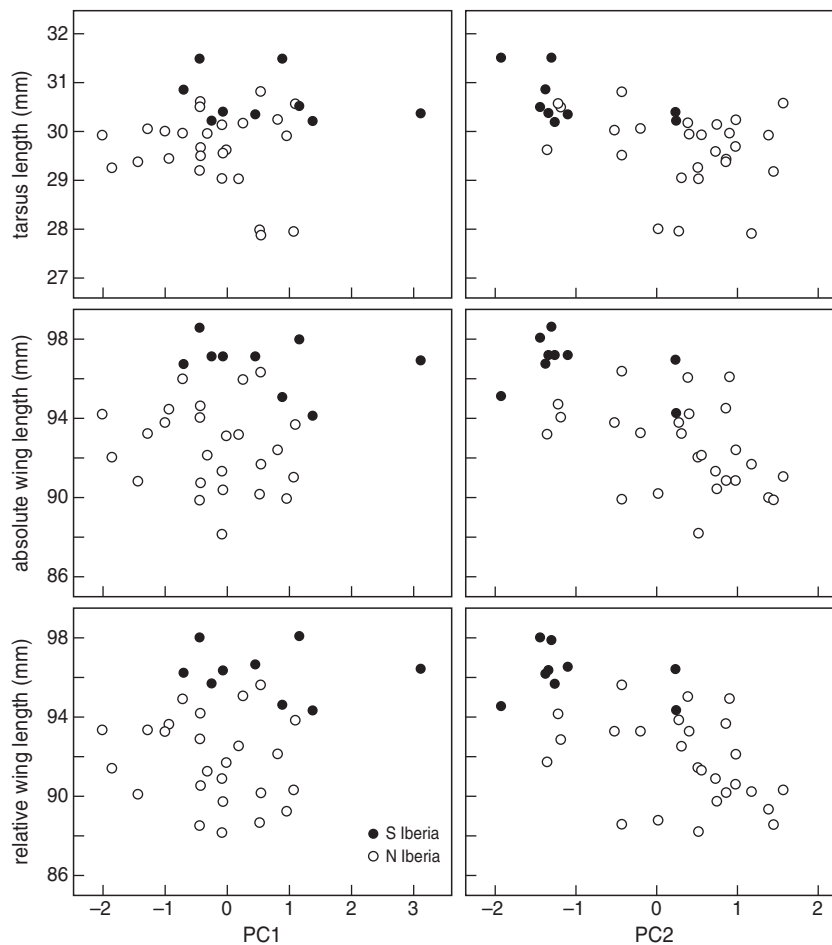 32
31
30
29
28
27
tarsus length (mm)
98
94
90
86
absolute wing length (mm)
98
94
90
86
relative wing length (mm)
S Iberia
N Iberia
−2 −1 0 1 2 3
−2 −1 0 1 2
PC1 PC2